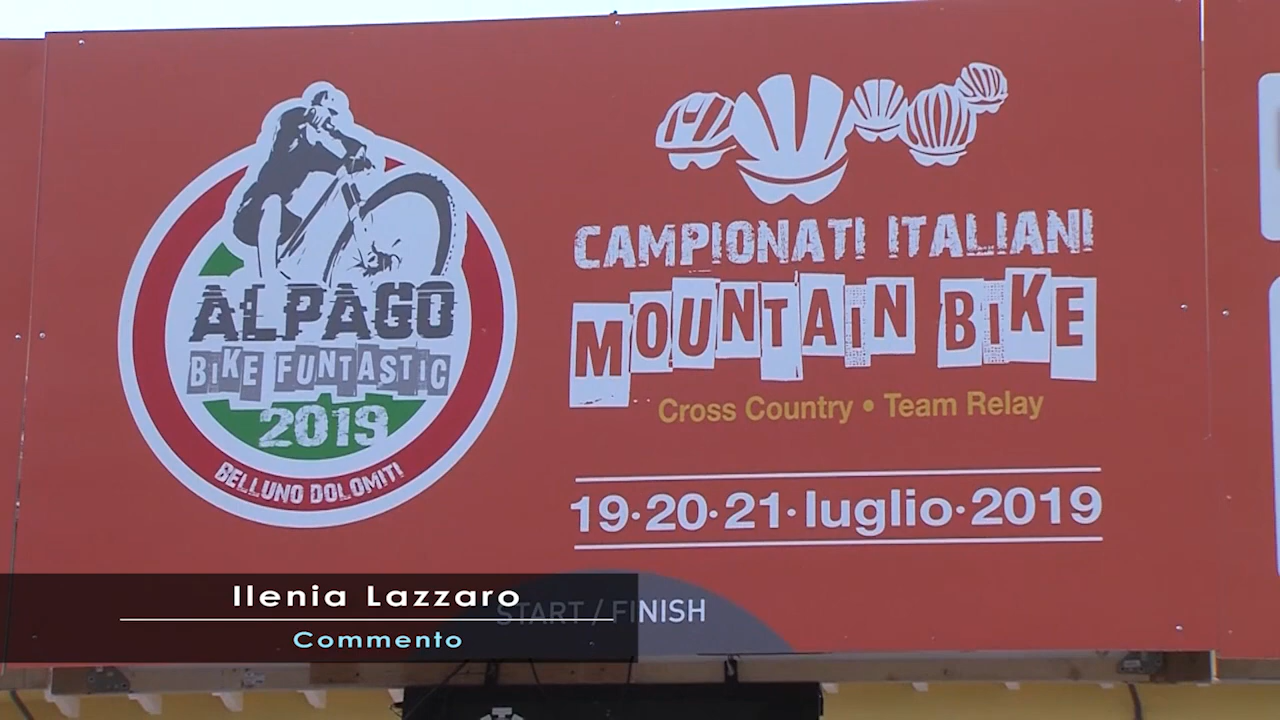 ALPAGO
BIKE FUNTASTIC
2019
BELLUNO DOLOMITI
CAMPIONATI ITALIANI
MOUNTAIN BIKE
Cross Country • Team Relay
19·20·21·luglio·2019
START / FINISH
Ilenia Lazzaro
Commento